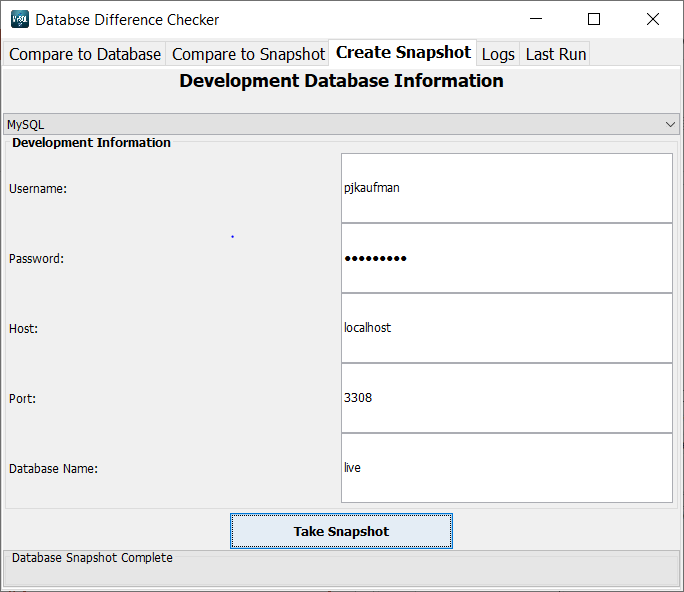 Databse Difference Checker
Compare to Database Compare to Snapshot Create Snapshot Logs Last Run
Development Database Information
MySQL
Development Information
Username: pjkaufman
Password: •••••••••
Host: localhost
Port: 3308
Database Name: live
Take Snapshot
Database Snapshot Complete